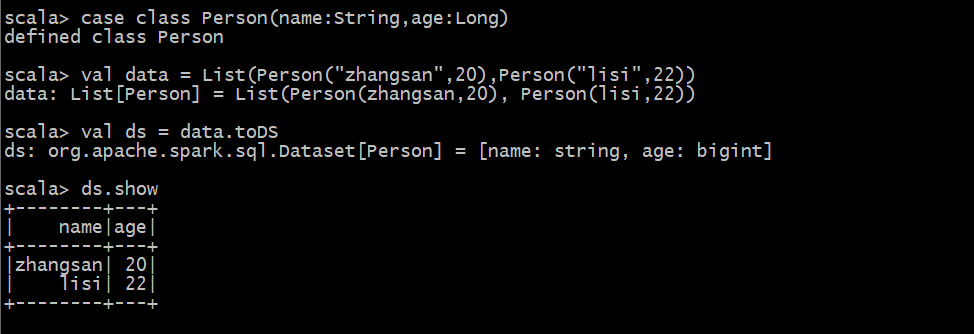 scala> case class Person(name:String,age:Long)
defined class Person
scala> val data = List(Person("zhangsan",20),Person("lisi",22))
data: List[Person] = List(Person(zhangsan,20), Person(lisi,22))
scala> val ds = data.toDS
ds: org.apache.spark.sql.Dataset[Person] = [name: string, age: bigint]
scala> ds.show
+--------+---+
|    name|age|
+--------+---+
|zhangsan| 20|
|    lisi| 22|
+--------+---+